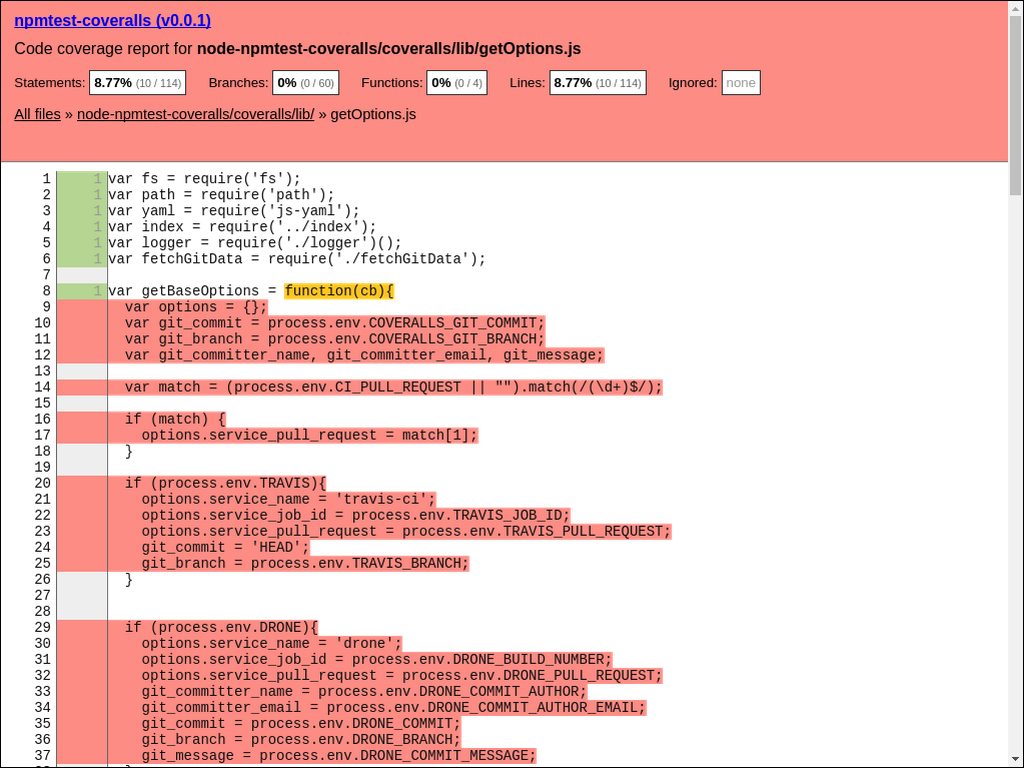 npmtest-coveralls (v0.0.1)
Code coverage report for node-npmtest-coveralls/coveralls/lib/getOptions.js
Statements: 8.77% (10 / 114) Branches: 0% (0 / 60) Functions: 0% (0 / 4) Lines: 8.77% (10 / 114) Ignored: none
All files » node-npmtest-coveralls/coveralls/lib/ » getOptions.js
1 1 var fs = require('fs');
2 1 var path = require('path');
3 1 var yaml = require('js-yaml');
4 1 var index = require('../index');
5 1 var logger = require('./logger')();
6 1 var fetchGitData = require('./fetchGitData');
7
8 1 var getBaseOptions = function(cb){
9   var options = {};
10   var git_commit = process.env.COVERALLS_GIT_COMMIT;
11   var git_branch = process.env.COVERALLS_GIT_BRANCH;
12   var git_committer_name, git_committer_email, git_message;
13
14   var match = (process.env.CI_PULL_REQUEST || "").match(/(\d+)$/);
15
16   if (match) {
17     options.service_pull_request = match[1];
18   }
19
20   if (process.env.TRAVIS){
21     options.service_name = 'travis-ci';
22     options.service_job_id = process.env.TRAVIS_JOB_ID;
23     options.service_pull_request = process.env.TRAVIS_PULL_REQUEST;
24     git_commit = 'HEAD';
25     git_branch = process.env.TRAVIS_BRANCH;
26   }
27
28
29   if (process.env.DRONE){
30     options.service_name = 'drone';
31     options.service_job_id = process.env.DRONE_BUILD_NUMBER;
32     options.service_pull_request = process.env.DRONE_PULL_REQUEST;
33     git_committer_name = process.env.DRONE_COMMIT_AUTHOR;
34     git_committer_email = process.env.DRONE_COMMIT_AUTHOR_EMAIL;
35     git_commit = process.env.DRONE_COMMIT;
36     git_branch = process.env.DRONE_BRANCH;
37     git_message = process.env.DRONE_COMMIT_MESSAGE;